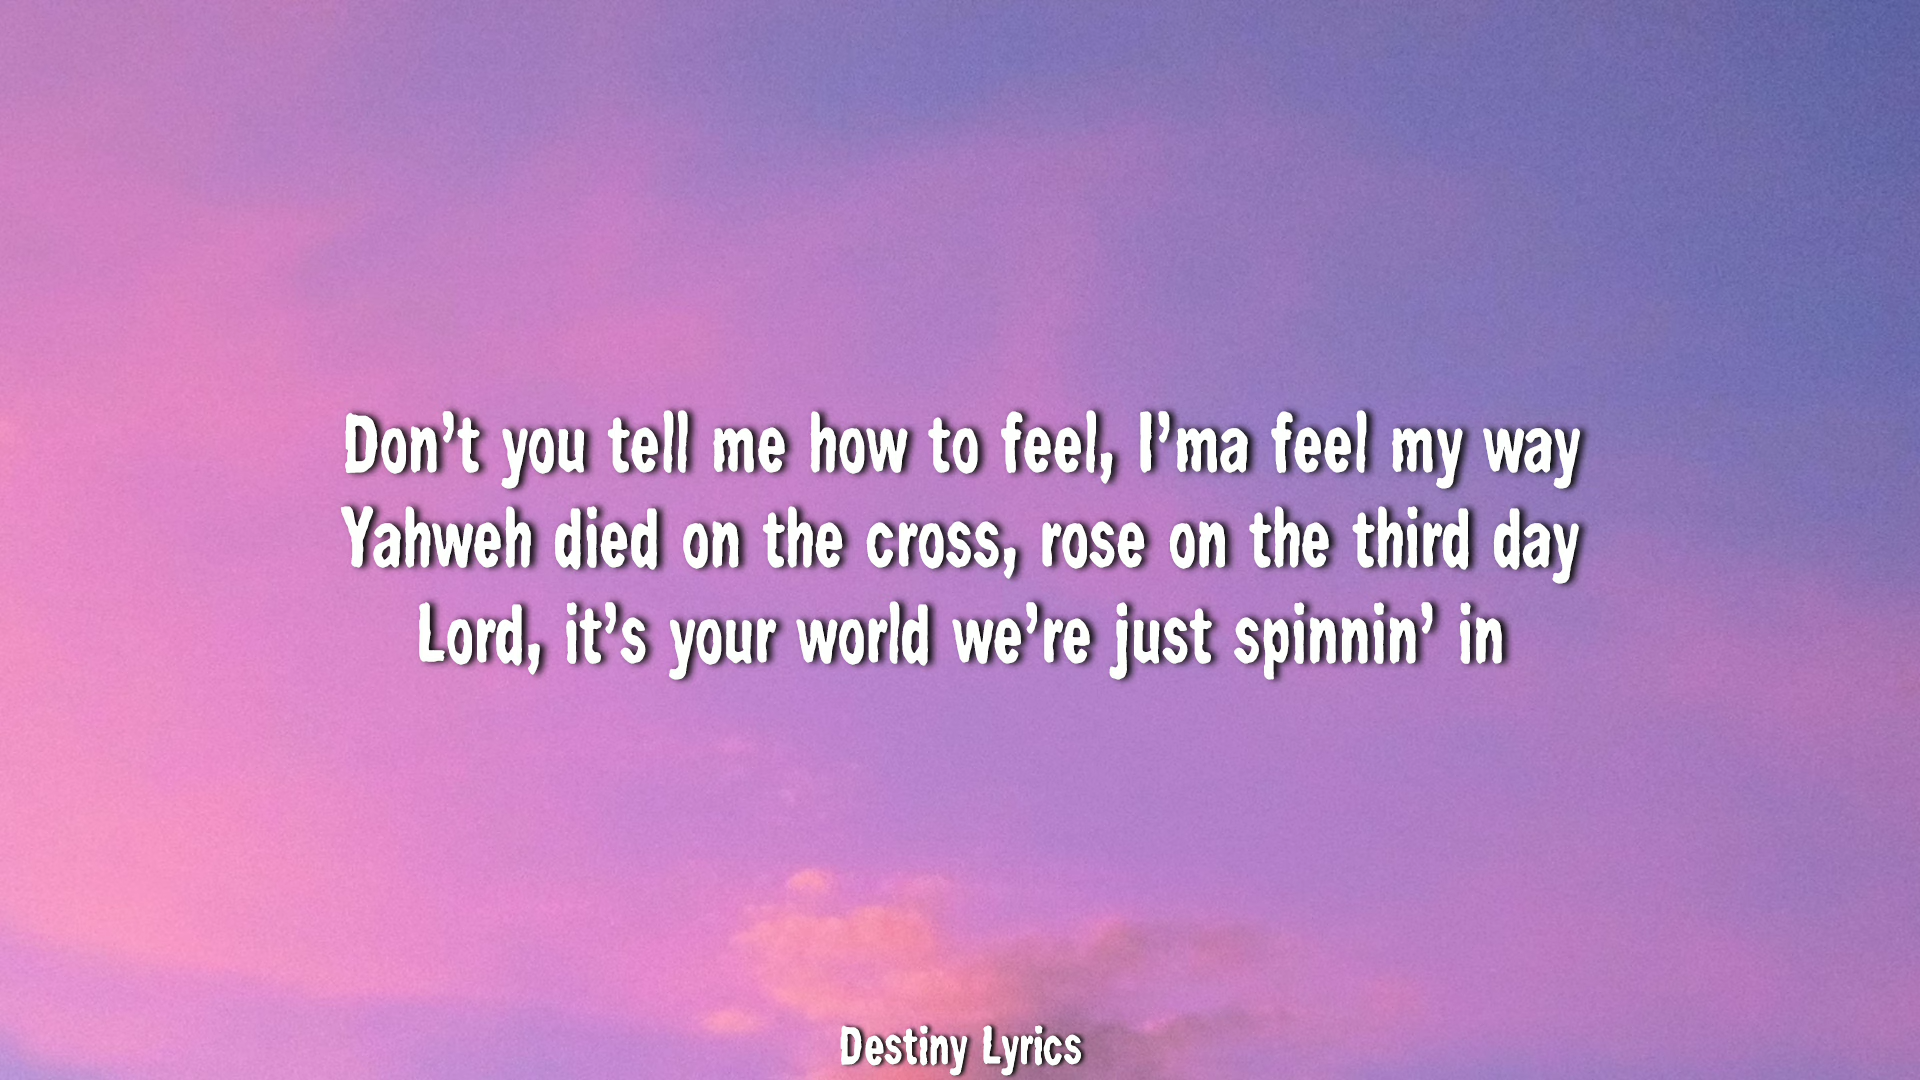 Don’t you tell me how to feel, I’ma feel my way
Yahweh died on the cross, rose on the third day
Lord, it’s your world we’re just spinnin’ in
Destiny Lyrics